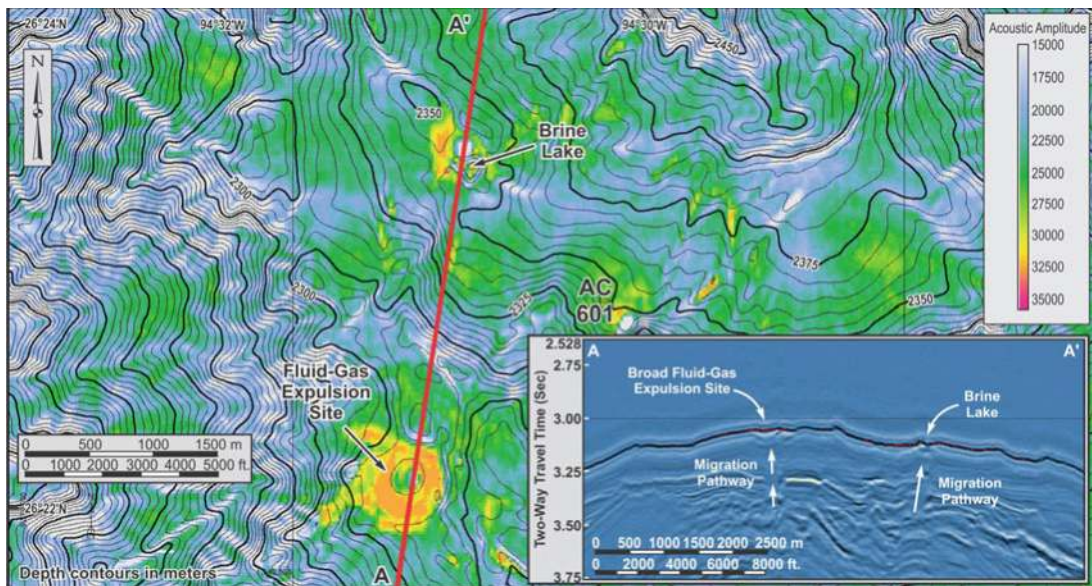 26°24'N
94°32'W
A'
94°30'W
2450
Acoustic Amplitude
15000
17500
20000
22500
25000
27500
30000
32500
35000
N
2350
Brine
Lake
2300
2375
2300
2325
AC
601
2350
Fluid-Gas
Expulsion
Site
0 500 1000 1500 m
0 1000 2000 3000 4000 5000 ft.
26°22'N
Depth contours in meters
A
Two-Way Travel Time (Sec)
2.528
2.75
3.00
3.25
3.50
3.75
A
A'
Broad Fluid-Gas
Expulsion Site
Brine
Lake
Migration
Pathway
Migration
Pathway
0 500 1000 1500 2000 2500 m
0 2000 4000 6000 8000 ft.